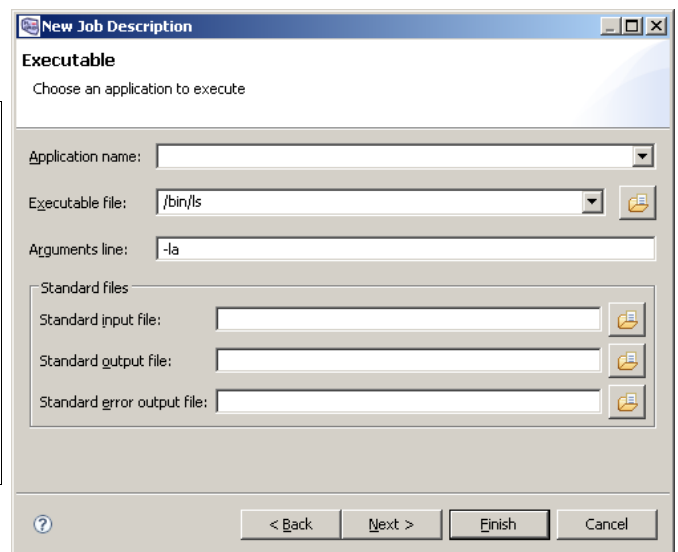 New Job Description
Executable
Choose an application to execute
Application name:
Executable file: /bin/ls
Arguments line: -la
Standard files
Standard input file:
Standard output file:
Standard error output file:
< Back Next > Finish Cancel